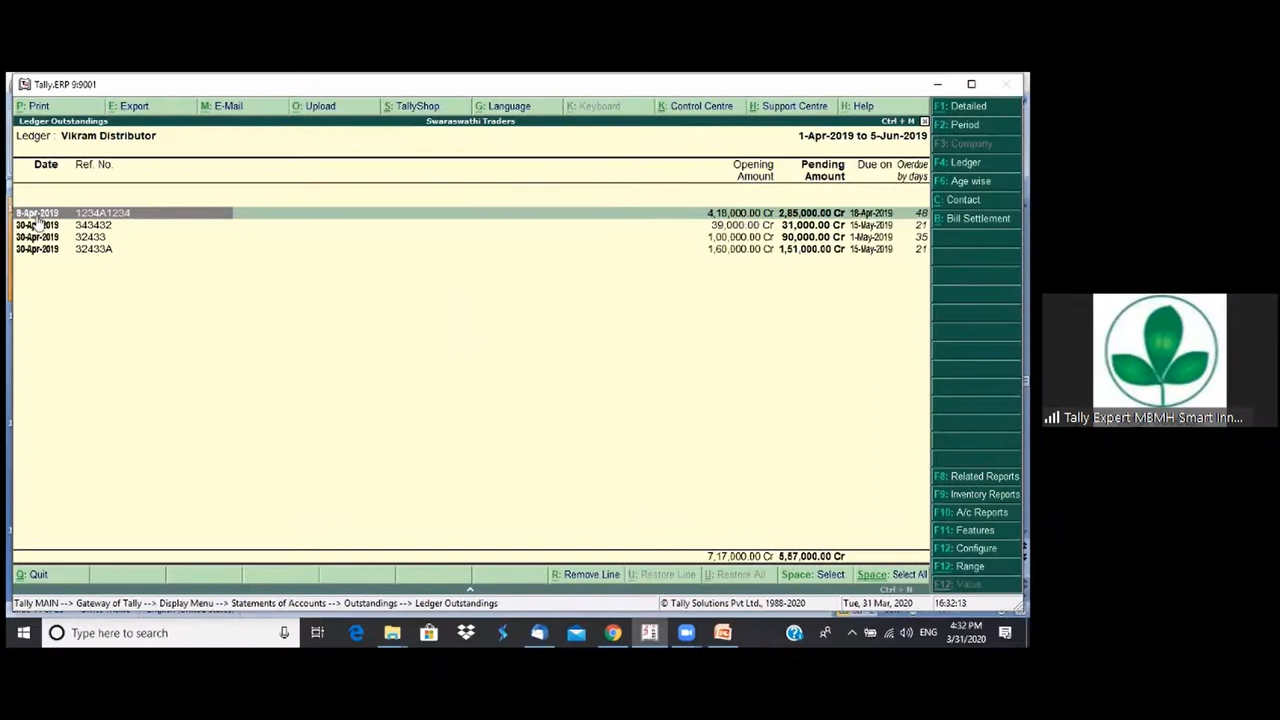 Tally.ERP 9:9001
P: Print E: Export M: E-Mail O: Upload S: TallyShop G: Language K: Keyboard K: Control Centre H: Support Centre H: Help
Ledger Outstandings Swaraswathi Traders Ctrl + M
Ledger : Vikram Distributor 1-Apr-2019 to 5-Jun-2019
Date Ref. No. Opening Amount Pending Amount Due on Overdue by days
8-Apr-2019 1234A1234 4,18,000.00 Cr 2,85,000.00 Cr 18-Apr-2019 48
30-Apr-2019 343432 39,000.00 Cr 31,000.00 Cr 15-May-2019 21
30-Apr-2019 32433 1,00,000.00 Cr 90,000.00 Cr 1-May-2019 35
30-Apr-2019 32433A 1,60,000.00 Cr 1,51,000.00 Cr 15-May-2019 21
7,17,000.00 Cr 5,57,000.00 Cr
F1: Detailed
F2: Period
F3: Company
F4: Ledger
F6: Age wise
C: Contact
B: Bill Settlement
F8: Related Reports
F9: Inventory Reports
F10: A/c Reports
F11: Features
F12: Configure
F12: Range
F12: Value
Q: Quit R: Remove Line U: Restore Line U: Restore All Space: Select Space: Select All
Ctrl + N
Tally MAIN --> Gateway of Tally --> Display Menu --> Statements of Accounts --> Outstandings --> Ledger Outstandings © Tally Solutions Pvt Ltd., 1988-2020 Tue, 31 Mar, 2020 16:32:13
Type here to search ENG 4:32 PM
3/31/2020
Tally Expert MBMH Smart Inn...